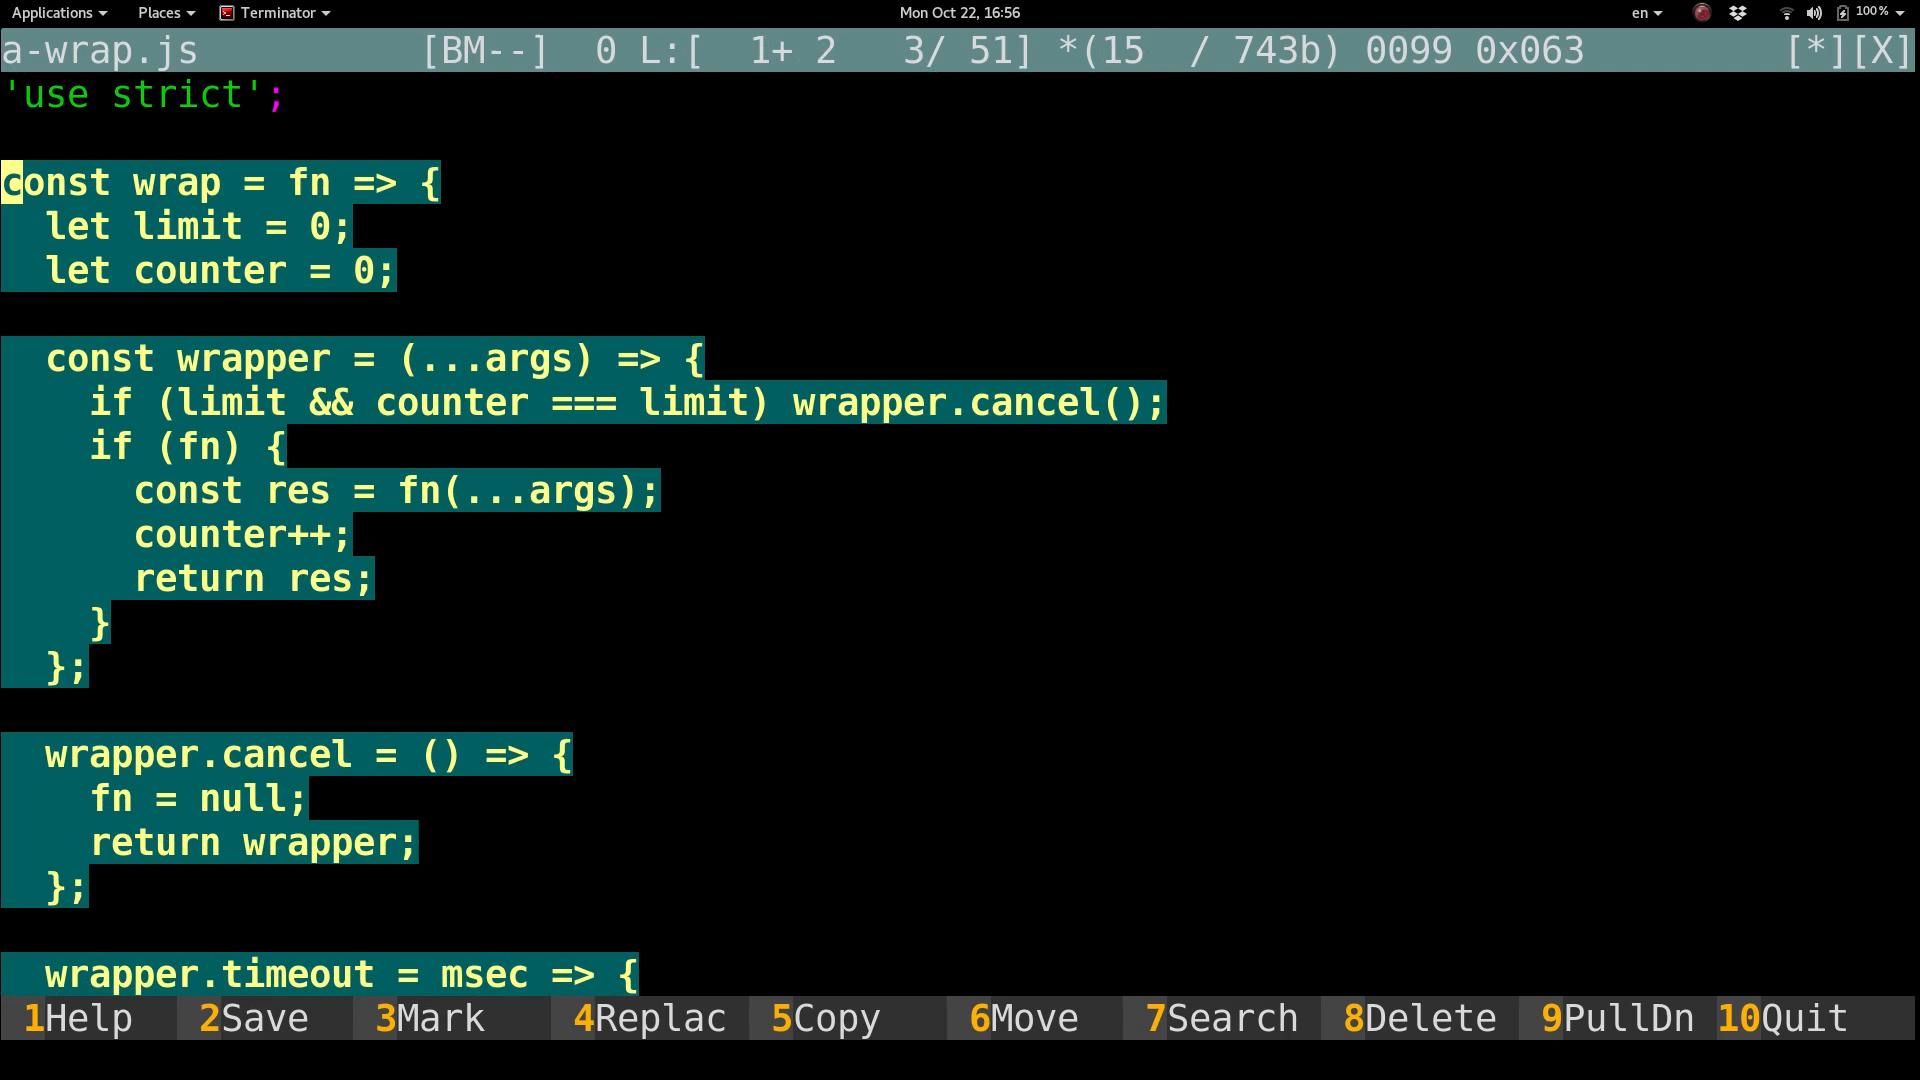 Applications Places Terminator Mon Oct 22, 16:56 en 100 %
a-wrap.js [BM--] 0 L:[ 1+ 2 3/ 51] *(15 / 743b) 0099 0x063 [*][X]
'use strict';
const wrap = fn => {
  let limit = 0;
  let counter = 0;
  const wrapper = (...args) => {
    if (limit && counter === limit) wrapper.cancel();
    if (fn) {
      const res = fn(...args);
      counter++;
      return res;
    }
  };
  wrapper.cancel = () => {
    fn = null;
    return wrapper;
  };
  wrapper.timeout = msec => {
1Help 2Save 3Mark 4Replac 5Copy 6Move 7Search 8Delete 9PullDn 10Quit